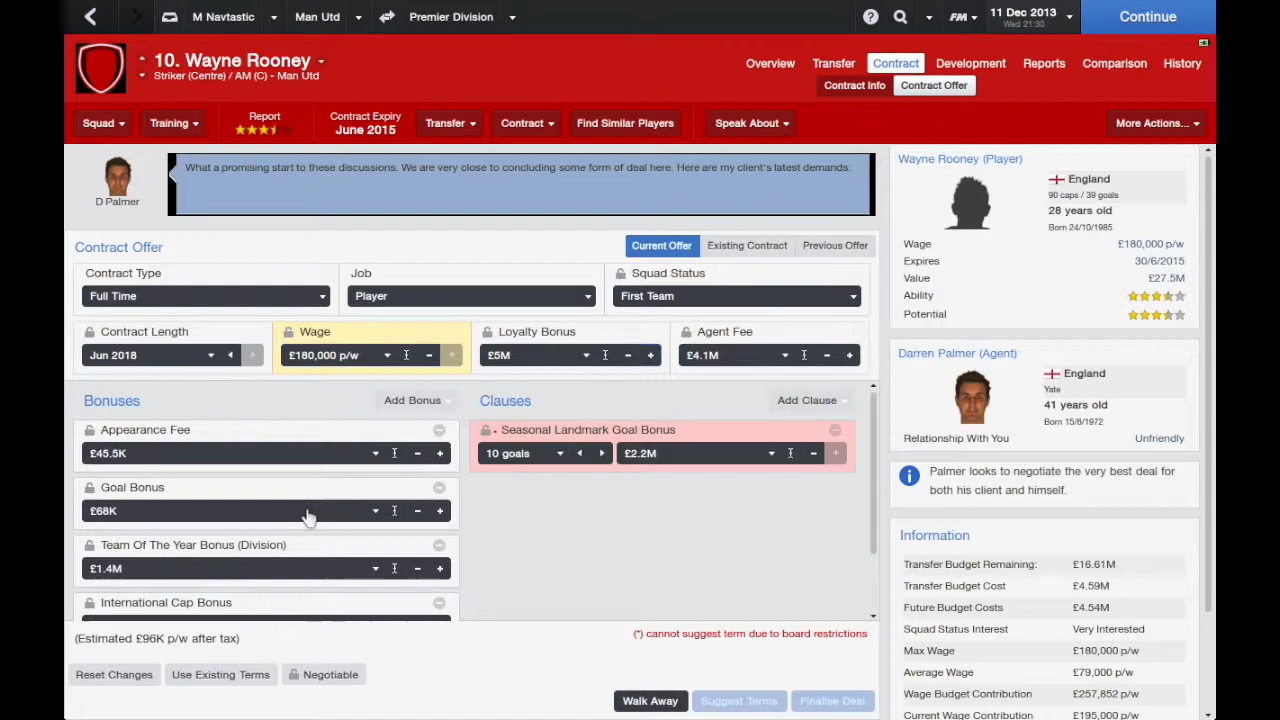 M Navtastic
Man Utd
Premier Division
FM
11 Dec 2013
Wed 21:30
Continue
10. Wayne Rooney
Striker (Centre) / AM (C) - Man Utd
Overview
Transfer
Contract
Development
Reports
Comparison
History
Contract Info
Contract Offer
Squad
Training
Report
Contract Expiry
June 2015
Transfer
Contract
Find Similar Players
Speak About
More Actions...
D Palmer
What a promising start to these discussions. We are very close to concluding some form of deal here. Here are my client's latest demands:
Contract Offer
Current Offer
Existing Contract
Previous Offer
Contract Type
Job
Squad Status
Full Time
Player
First Team
Contract Length
Wage
Loyalty Bonus
Agent Fee
Jun 2018
£180,000 p/w
£5M
£4.1M
Bonuses
Add Bonus
Clauses
Add Clause
Appearance Fee
£45.5K
Goal Bonus
£68K
Team Of The Year Bonus (Division)
£1.4M
International Cap Bonus
• Seasonal Landmark Goal Bonus
10 goals
£2.2M
(Estimated £96K p/w after tax)
(*) cannot suggest term due to board restrictions
Reset Changes
Use Existing Terms
Negotiable
Walk Away
Suggest Terms
Finalise Deal
Wayne Rooney (Player)
England
90 caps / 39 goals
28 years old
Born 24/10/1985
Wage £180,000 p/w
Expires 30/6/2015
Value £27.5M
Ability
Potential
Darren Palmer (Agent)
England
Yate
41 years old
Born 15/6/1972
Relationship With You Unfriendly
Palmer looks to negotiate the very best deal for
both his client and himself.
Information
Transfer Budget Remaining: £16.61M
Transfer Budget Cost £4.59M
Future Budget Costs £4.54M
Squad Status Interest Very Interested
Max Wage £180,000 p/w
Average Wage £79,000 p/w
Wage Budget Contribution £257,852 p/w
Current Wage Contribution £195,000 p/w